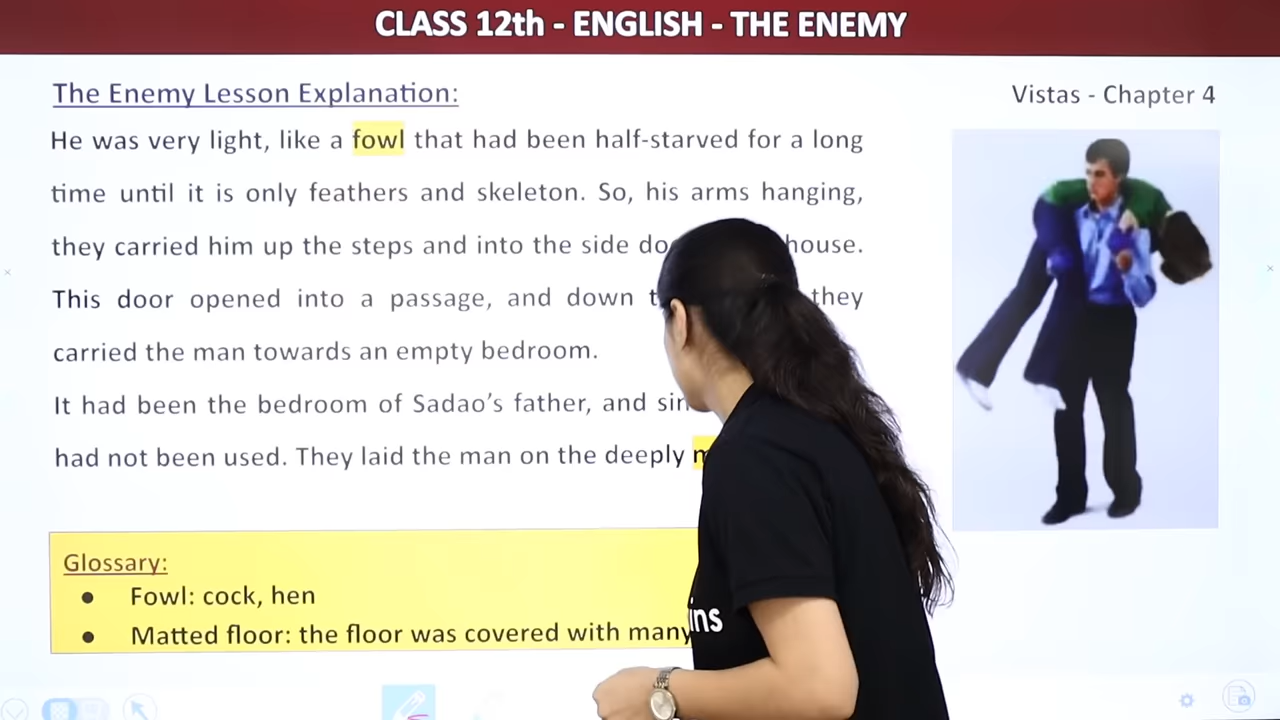 CLASS 12th - ENGLISH - THE ENEMY
The Enemy Lesson Explanation:
Vistas - Chapter 4
He was very light, like a fowl that had been half-starved for a long
time until it is only feathers and skeleton. So, his arms hanging,
they carried him up the steps and into the side house.
This door opened into a passage, and down they
carried the man towards an empty bedroom.
It had been the bedroom of Sadao's father, and
had not been used. They laid the man on the deeply
Glossary:
● Fowl: cock, hen
● Matted floor: the floor was covered with many